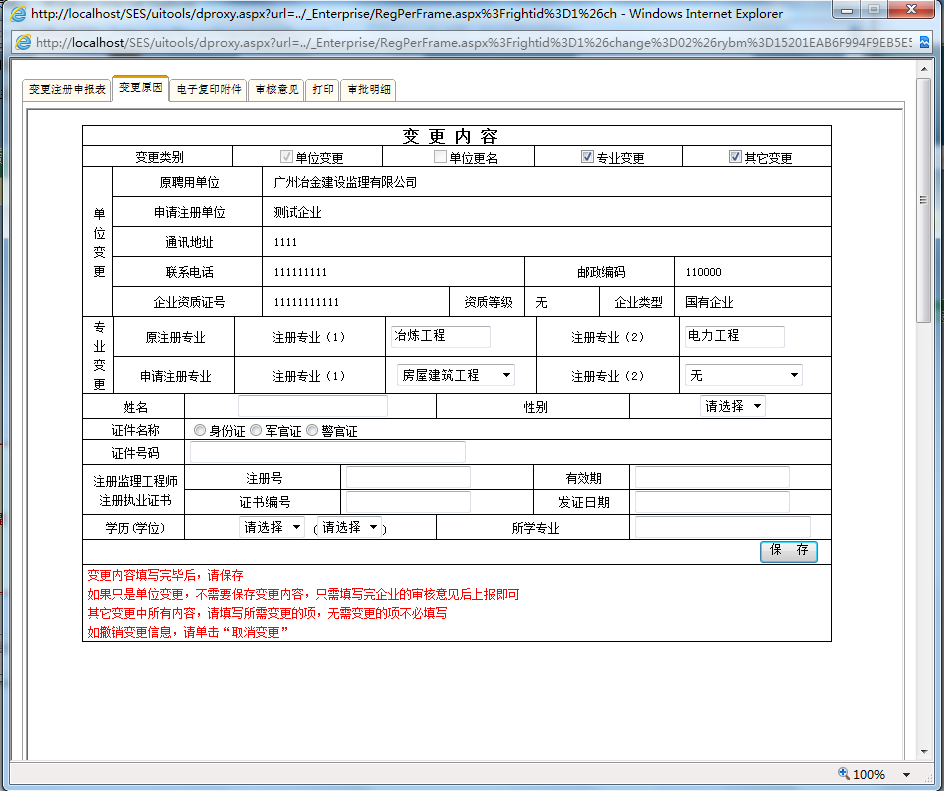 http://localhost/SES/uitools/dproxy.aspx?url=../_Enterprise/RegPerFrame.aspx%3Frightid%3D1%26ch - Windows Internet Explorer
http://localhost/SES/uitools/dproxy.aspx?url=../_Enterprise/RegPerFrame.aspx%3Frightid%3D1%26change%3D02%26rybm%3D15201EAB6F994F9EB5E5
变更注册申报表 变更原因 电子复印附件 审核意见 打印 审批明细
变 更 内 容
变更类别 单位变更 单位更名 专业变更 其它变更
单位变更
原聘用单位 广州冶金建设监理有限公司
申请注册单位 测试企业
通讯地址 1111
联系电话 111111111 邮政编码 110000
企业资质证号 11111111111 资质等级 无 企业类型 国有企业
专业变更
原注册专业 注册专业（1） 冶炼工程 注册专业（2） 电力工程
申请注册专业 注册专业（1） 房屋建筑工程 注册专业（2） 无
姓名 性别 请选择
证件名称 身份证 军官证 警官证
证件号码
注册监理工程师
注册执业证书
注册号 有效期
证书编号 发证日期
学历(学位) 请选择 ( 请选择 ) 所学专业
保 存
变更内容填写完毕后，请保存
如果只是单位变更，不需要保存变更内容，只需填写完企业的审核意见后上报即可
其它变更中所有内容，请填写所需变更的项，无需变更的项不必填写
如撤销变更信息，请单击“取消变更”
100%